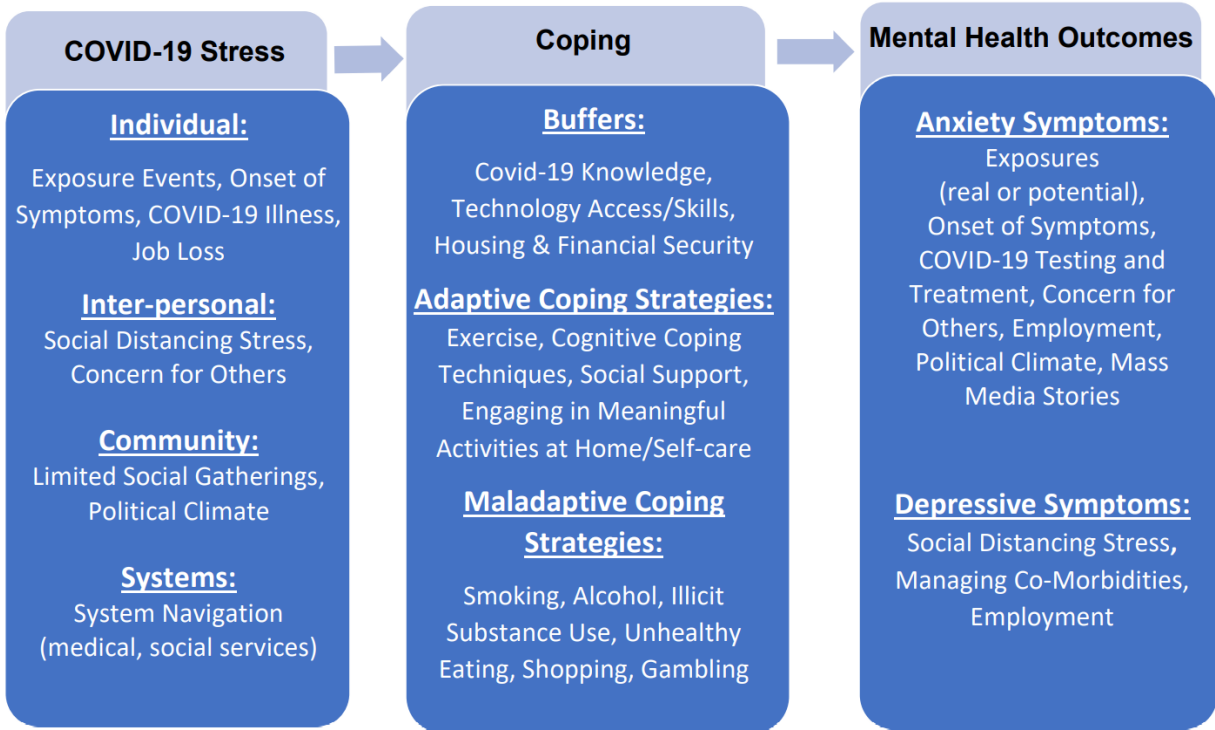 COVID-19 Stress
Individual:
Exposure Events, Onset of
Symptoms, COVID-19 Illness,
Job Loss
Inter-personal:
Social Distancing Stress,
Concern for Others
Community:
Limited Social Gatherings,
Political Climate
Systems:
System Navigation
(medical, social services)
Coping
Buffers:
Covid-19 Knowledge,
Technology Access/Skills,
Housing & Financial Security
Adaptive Coping Strategies:
Exercise, Cognitive Coping
Techniques, Social Support,
Engaging in Meaningful
Activities at Home/Self-care
Maladaptive Coping
Strategies:
Smoking, Alcohol, Illicit
Substance Use, Unhealthy
Eating, Shopping, Gambling
Mental Health Outcomes
Anxiety Symptoms:
Exposures
(real or potential),
Onset of Symptoms,
COVID-19 Testing and
Treatment, Concern for
Others, Employment,
Political Climate, Mass
Media Stories
Depressive Symptoms:
Social Distancing Stress,
Managing Co-Morbidities,
Employment